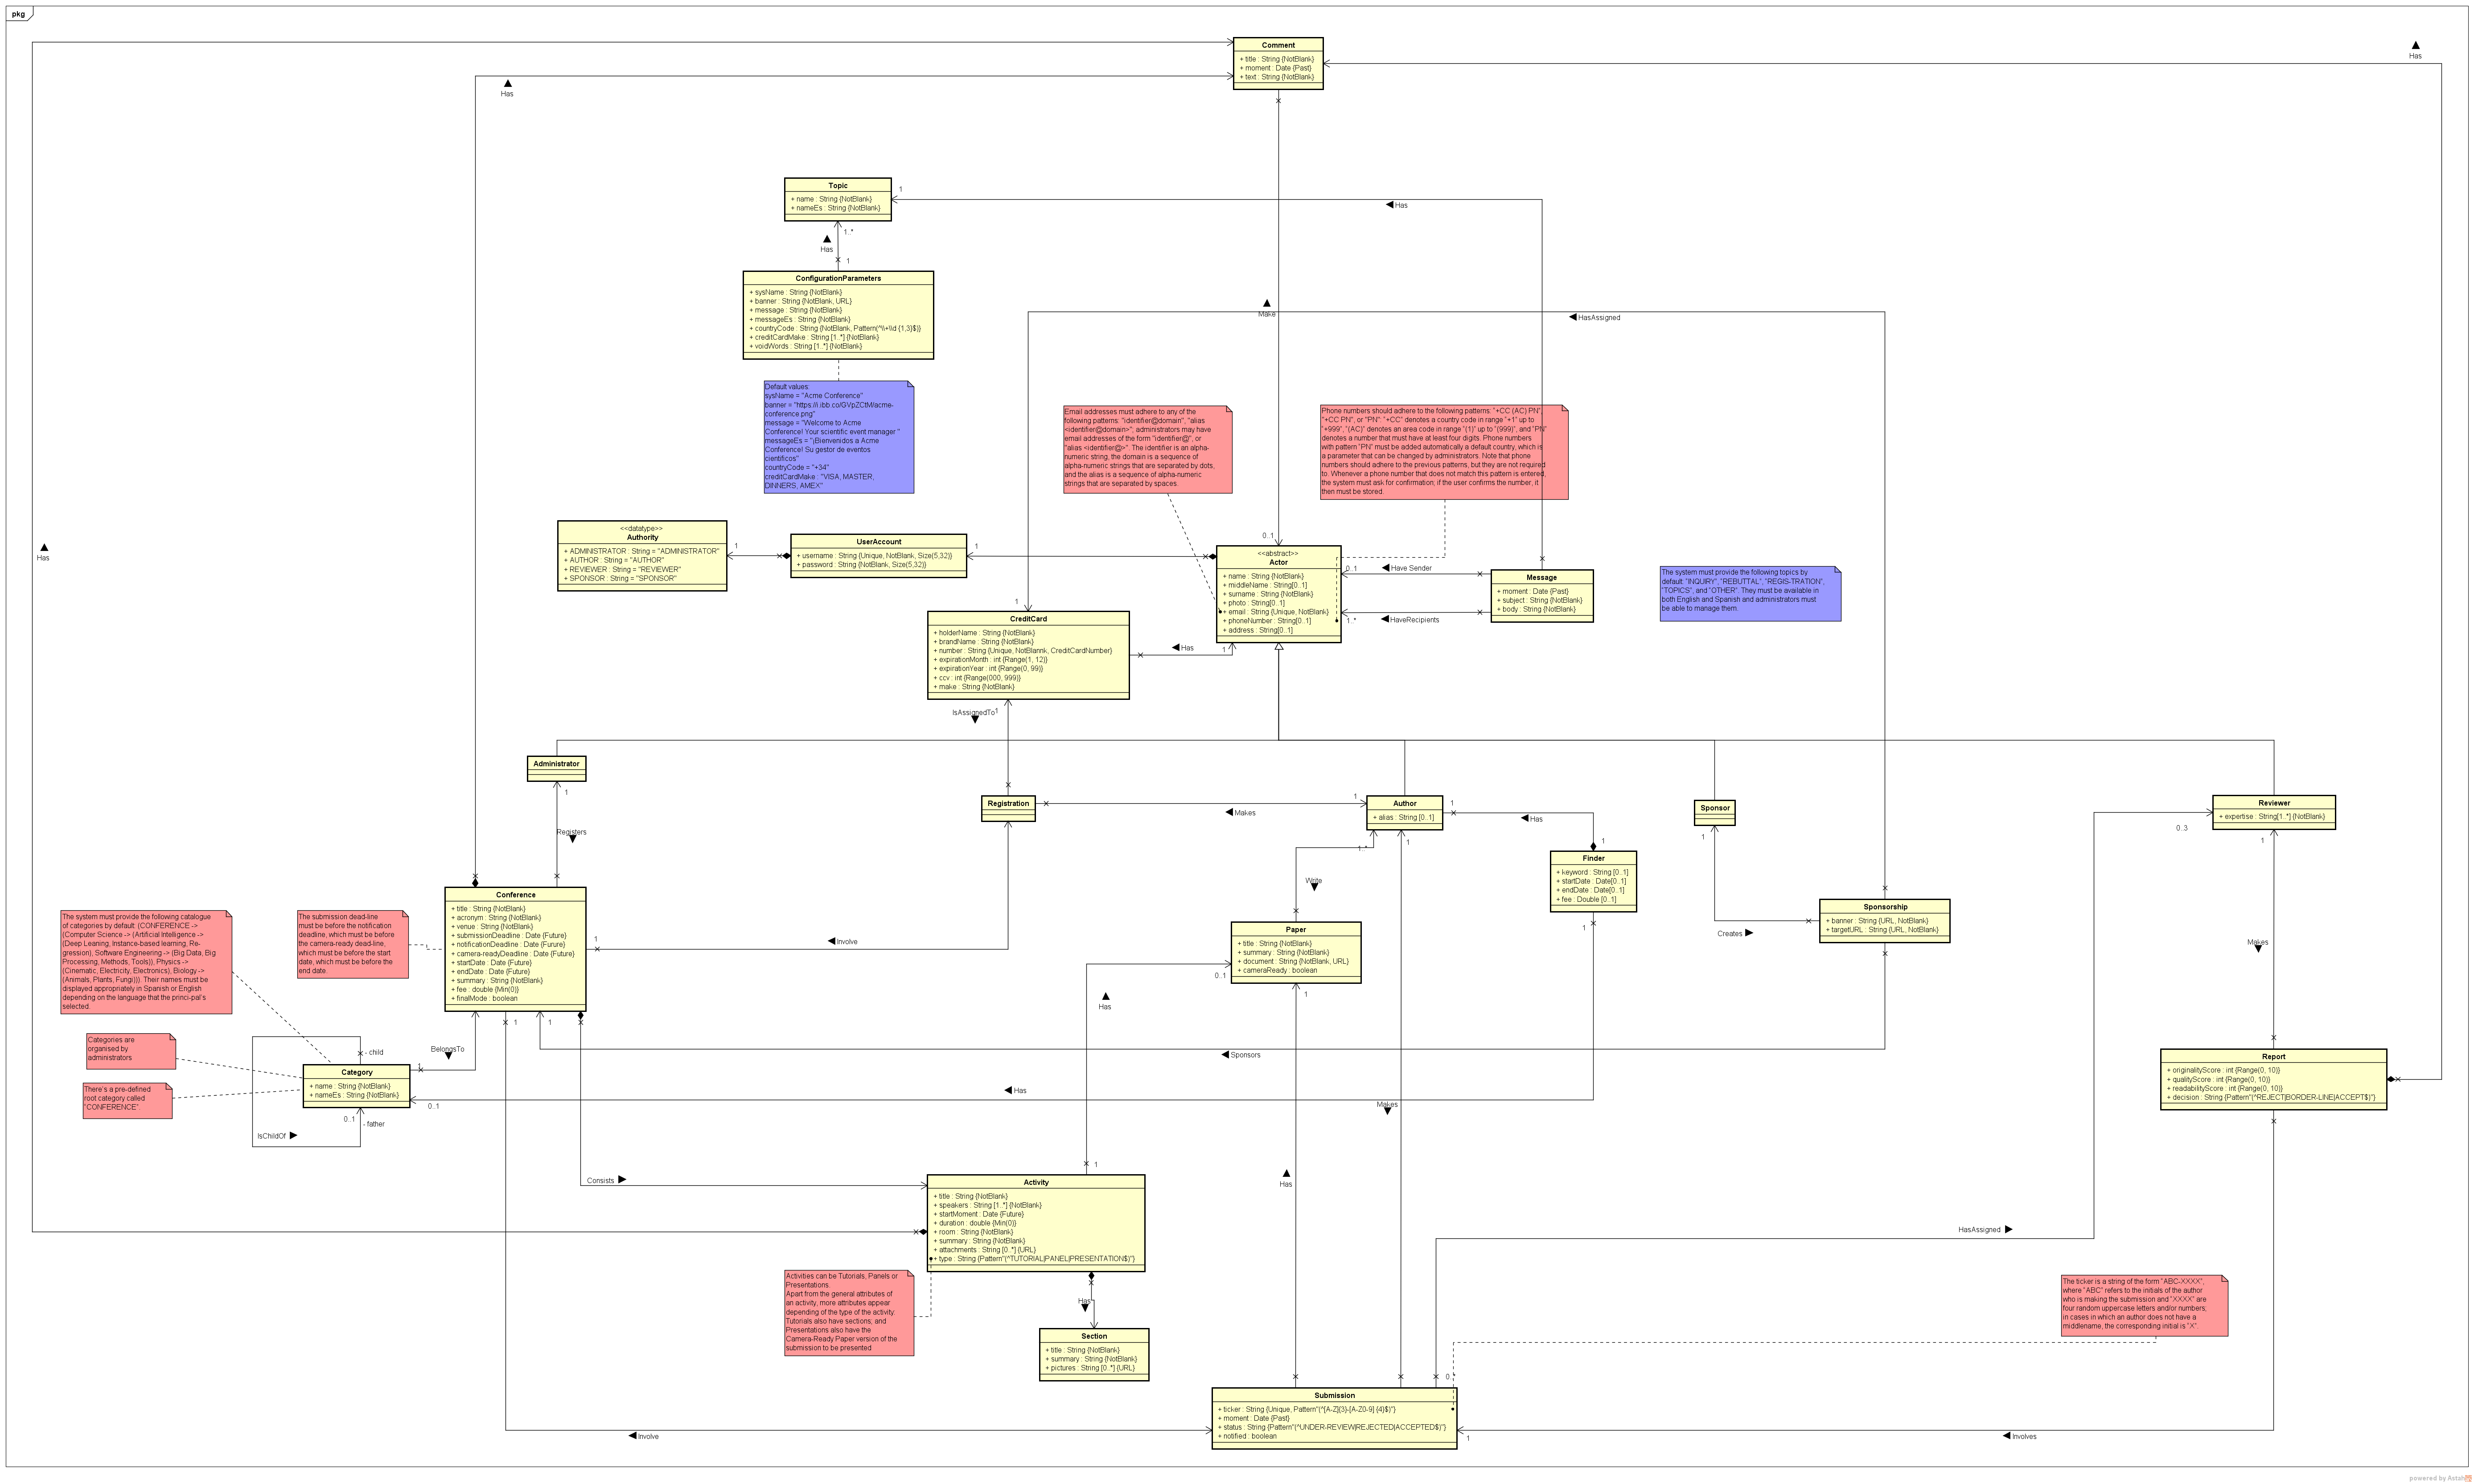 pkg
Comment
+ title : String {NotBlank}
+ moment : Date {Past}
+ text : String {NotBlank}
Has
Has
Topic
+ name : String {NotBlank}
+ nameEs : String {NotBlank}
1
Has
1..*
Has
1
ConfigurationParameters
+ sysName : String {NotBlank}
+ banner : String {NotBlank, URL}
+ message : String {NotBlank}
+ messageEs : String {NotBlank}
+ countryCode : String {NotBlank, Pattern(^\\+\\d {1,3}$)}
+ creditCardMake : String [1..*] {NotBlank}
+ voidWords : String [1..*] {NotBlank}
Make
HasAssigned
Default values:
sysName = "Acme Conference"
banner = "https://i.ibb.co/GVpZCtM/acme-
conference.png"
message = "Welcome to Acme
Conference! Your scientific event manager "
messageEs = "¡Bienvenidos a Acme
Conference! Su gestor de eventos
científicos"
countryCode = "+34"
creditCardMake : "VISA, MASTER,
DINNERS, AMEX"
Email addresses must adhere to any of the
following patterns: "identifier@domain", "alias
<identifier@domain>"; administrators may have
email addresses of the form "identifier@", or
"alias <identifier@>". The identifier is an alpha-
numeric string, the domain is a sequence of
alpha-numeric strings that are separated by dots,
and the alias is a sequence of alpha-numeric
strings that are separated by spaces.
Phone numbers should adhere to the following patterns: "+CC (AC) PN",
"+CC PN", or "PN": "+CC" denotes a country code in range "+1" up to
"+999", "(AC)" denotes an area code in range "(1)" up to "(999)", and "PN"
denotes a number that must have at least four digits. Phone numbers
with pattern "PN" must be added automatically a default country, which is
a parameter that can be changed by administrators. Note that phone
numbers should adhere to the previous patterns, but they are not required
to. Whenever a phone number that does not match this pattern is entered,
the system must ask for confirmation; if the user confirms the number, it
then must be stored.
<<datatype>>
Authority
+ ADMINISTRATOR : String = "ADMINISTRATOR"
+ AUTHOR : String = "AUTHOR"
+ REVIEWER : String = "REVIEWER"
+ SPONSOR : String = "SPONSOR"
1
UserAccount
+ username : String {Unique, NotBlank, Size(5,32)}
+ password : String {NotBlank, Size(5,32)}
1
0..1
<<abstract>>
Actor
+ name : String {NotBlank}
+ middleName : String[0..1]
+ surname : String {NotBlank}
+ photo : String[0..1]
+ email : String {Unique, NotBlank}
+ phoneNumber : String[0..1]
+ address : String[0..1]
0..1
Have Sender
1..*
HaveRecipients
Message
+ moment : Date {Past}
+ subject : String {NotBlank}
+ body : String {NotBlank}
The system must provide the following topics by
default: "INQUIRY", "REBUTTAL", "REGIS-TRATION",
"TOPICS", and "OTHER". They must be available in
both English and Spanish and administrators must
be able to manage them.
Has
1
CreditCard
+ holderName : String {NotBlank}
+ brandName : String {NotBlank}
+ number : String {Unique, NotBlannk, CreditCardNumber}
+ expirationMonth : int {Range(1, 12)}
+ expirationYear : int {Range(0, 99)}
+ ccv : int {Range(000, 999)}
+ make : String {NotBlank}
Has
1
IsAssignedTo
1
Administrator
1
Registers
Registration
Makes
1
Author
+ alias : String [0..1]
1
Has
1
1..*
1
Sponsor
1
Reviewer
+ expertise : String[1..*] {NotBlank}
0..3
1
Finder
+ keyword : String [0..1]
+ startDate : Date[0..1]
+ endDate : Date[0..1]
+ fee : Double [0..1]
1
Write
Conference
+ title : String {NotBlank}
+ acronym : String {NotBlank}
+ venue : String {NotBlank}
+ submissionDeadline : Date {Future}
+ notificationDeadline : Date {Furure}
+ camera-readyDeadline : Date {Future}
+ startDate : Date {Future}
+ endDate : Date {Future}
+ summary : String {NotBlank}
+ fee : double {Min(0)}
+ finalMode : boolean
1
Involve
Sponsorship
+ banner : String {URL, NotBlank}
+ targetURL : String {URL, NotBlank}
Creates
Makes
The system must provide the following catalogue
of categories by default: (CONFERENCE ->
(Computer Science -> (Artificial Intelligence ->
(Deep Leaning, Instance-based learning, Re-
gression), Software Engineering -> (Big Data, Big
Processing, Methods, Tools)), Physics ->
(Cinematic, Electricity, Electronics), Biology ->
(Animals, Plants, Fungi))). Their names must be
displayed appropriately in Spanish or English
depending on the language that the princi-pal's
selected.
The submission dead-line
must be before the notification
deadline, which must be before
the camera-ready dead-line,
which must be before the start
date, which must be before the
end date.
Paper
+ title : String {NotBlank}
+ summary : String {NotBlank}
+ document : String {NotBlank, URL}
+ cameraReady : boolean
0..1
1
Has
1
1
Categories are
organised by
administrators
There's a pre-defined
root category called
"CONFERENCE".
- child
BelongsTo
1
Category
+ name : String {NotBlank}
+ nameEs : String {NotBlank}
0..1
- father
IsChildOf
0..1
Sponsors
Has
Makes
Report
+ originalityScore : int {Range(0, 10)}
+ qualityScore : int {Range(0, 10)}
+ readabilityScore : int {Range(0, 10)}
+ decision : String {Pattern"(^REJECT|BORDER-LINE|ACCEPT$)"}
1
Consists
Activity
+ title : String {NotBlank}
+ speakers : String [1..*] {NotBlank}
+ startMoment : Date {Future}
+ duration : double {Min(0)}
+ room : String {NotBlank}
+ summary : String {NotBlank}
+ attachments : String [0..*] {URL}
+ type : String {Pattern"(^TUTORIAL|PANEL|PRESENTATION$)"}
Has
HasAssigned
Activities can be Tutorials, Panels or
Presentations.
Apart from the general attributes of
an activity, more attributes appear
depending of the type of the activity.
Tutorials also have sections, and
Presentations also have the
Camera-Ready Paper version of the
submission to be presented
Has
Section
+ title : String {NotBlank}
+ summary : String {NotBlank}
+ pictures : String [0..*] {URL}
The ticker is a string of the form "ABC-XXXX",
where "ABC" refers to the initials of the author
who is making the submission and "XXXX" are
four random uppercase letters and/or numbers;
in cases in which an author does not have a
middlename, the corresponding initial is "X".
Submission
+ ticker : String {Unique, Pattern"(^[A-Z]{3}-[A-Z0-9] {4}$)"}
+ moment : Date {Past}
+ status : String {Pattern"(^UNDER-REVIEW|REJECTED|ACCEPTED$)"}
+ notified : boolean
Involve
1
Involves
powered by Astah